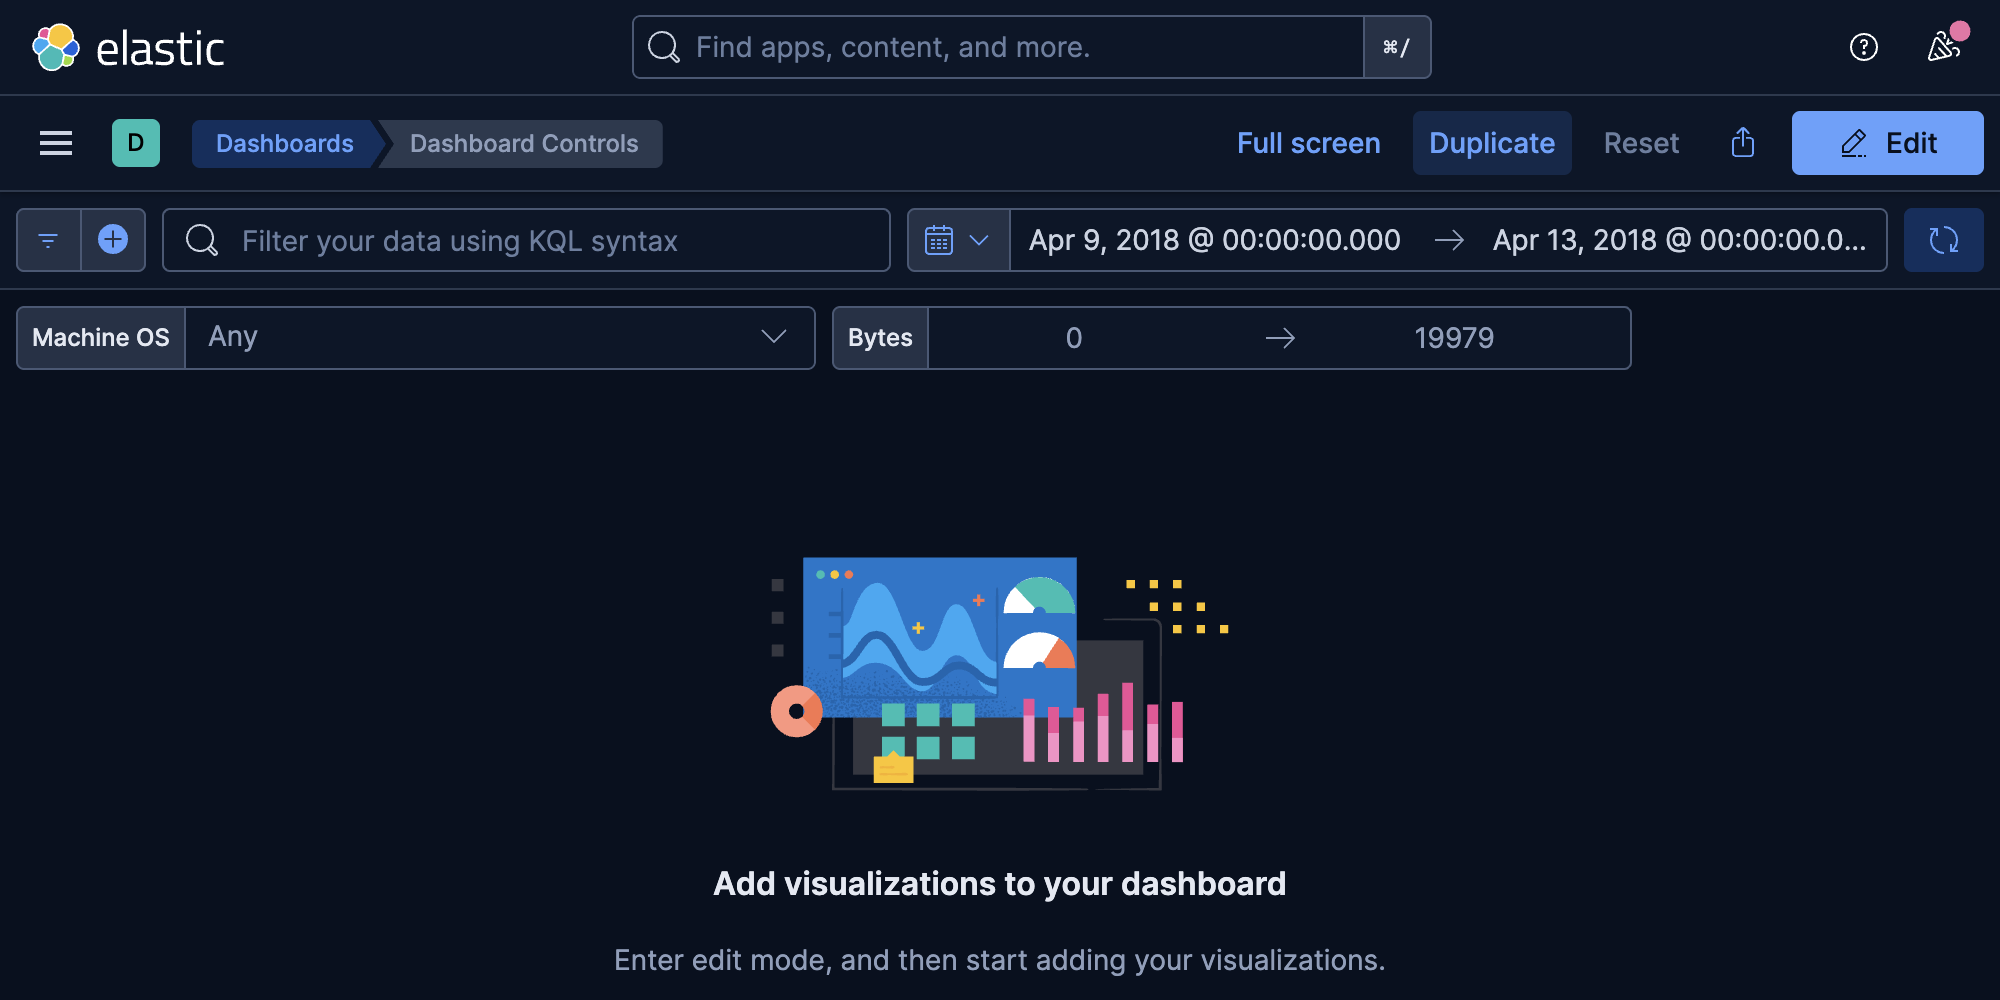 elastic
Find apps, content, and more.
⌘/
D
Dashboards
Dashboard Controls
Full screen
Duplicate
Reset
Edit
Filter your data using KQL syntax
Apr 9, 2018 @ 00:00:00.000 → Apr 13, 2018 @ 00:00:00.0...
Machine OS
Any
Bytes
0 → 19979
Add visualizations to your dashboard
Enter edit mode, and then start adding your visualizations.